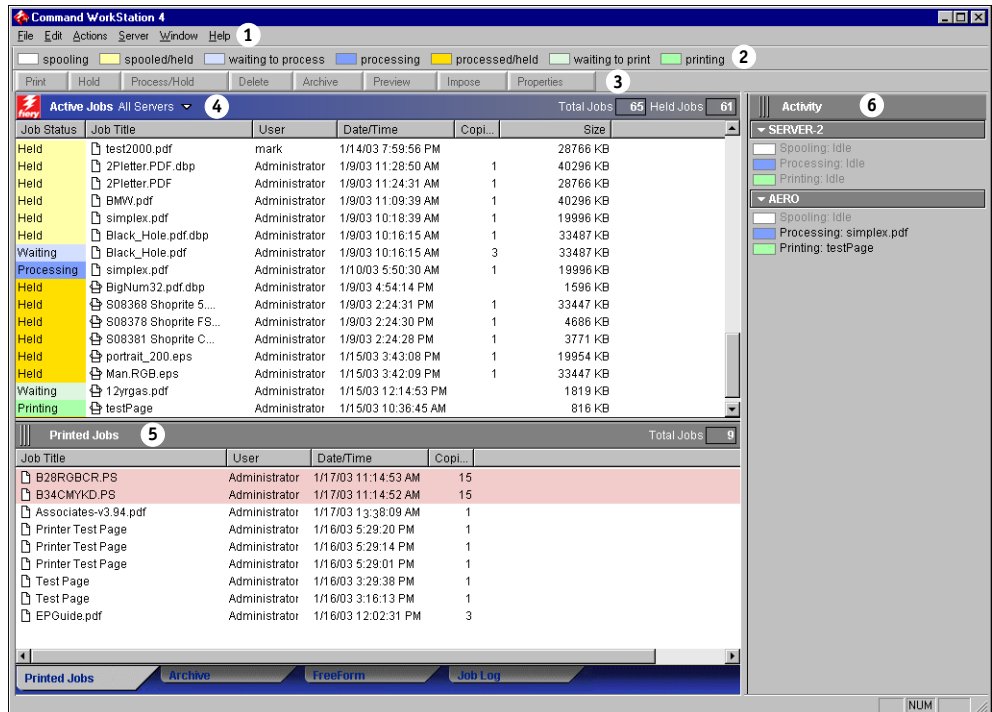 Command WorkStation 4
File Edit Actions Server Window Help 1
spooling spooled/held waiting to process processing processed/held waiting to print printing 2
Print Hold Process/Hold Delete Archive Preview Impose Properties 3
fiery Active Jobs All Servers 4 Total Jobs 65 Held Jobs 61
Job Status Job Title User Date/Time Copi... Size
Held test2000.pdf mark 1/14/03 7:59:56 PM 28766 KB
Held 2Pletter.PDF.dbp Administrator 1/9/03 11:28:50 AM 1 40296 KB
Held 2Pletter.PDF Administrator 1/9/03 11:24:31 AM 1 28766 KB
Held BMW.pdf Administrator 1/9/03 11:09:39 AM 1 40296 KB
Held simplex.pdf Administrator 1/9/03 10:18:39 AM 1 19996 KB
Held Black_Hole.pdf.dbp Administrator 1/9/03 10:16:15 AM 1 33487 KB
Waiting Black_Hole.pdf Administrator 1/9/03 10:16:15 AM 3 33487 KB
Processing simplex.pdf Administrator 1/10/03 5:50:30 AM 1 19996 KB
Held BigNum32.pdf.dbp Administrator 1/9/03 4:54:14 PM 1596 KB
Held S08368 Shoprite 5.... Administrator 1/9/03 2:24:31 PM 1 33447 KB
Held S08378 Shoprite FS... Administrator 1/9/03 2:24:30 PM 1 4686 KB
Held S08381 Shoprite C... Administrator 1/9/03 2:24:28 PM 1 3771 KB
Held portrait_200.eps Administrator 1/15/03 3:43:08 PM 1 19954 KB
Held Man.RGB.eps Administrator 1/15/03 3:42:09 PM 1 33447 KB
Waiting 12yrgas.pdf Administrator 1/15/03 12:14:53 PM 1819 KB
Printing testPage Administrator 1/15/03 10:36:45 AM 816 KB
Activity 6
SERVER-2
Spooling: Idle
Processing: Idle
Printing: Idle
AERO
Spooling: Idle
Processing: simplex.pdf
Printing: testPage
Printed Jobs 5 Total Jobs 9
Job Title User Date/Time Copi...
B28RGBCR.PS Administrator 1/17/03 11:14:53 AM 15
B34CMYKD.PS Administrator 1/17/03 11:14:52 AM 15
Associates-v3.94.pdf Administrator 1/17/03 13:38:09 AM 1
Printer Test Page Administrator 1/16/03 5:29:20 PM 1
Printer Test Page Administrator 1/16/03 5:29:14 PM 1
Printer Test Page Administrator 1/16/03 5:29:01 PM 1
Test Page Administrator 1/16/03 3:29:38 PM 1
Test Page Administrator 1/16/03 3:16:13 PM 1
EPGuide.pdf Administrator 1/16/03 12:02:31 PM 3
Printed Jobs Archive FreeForm Job Log
NUM